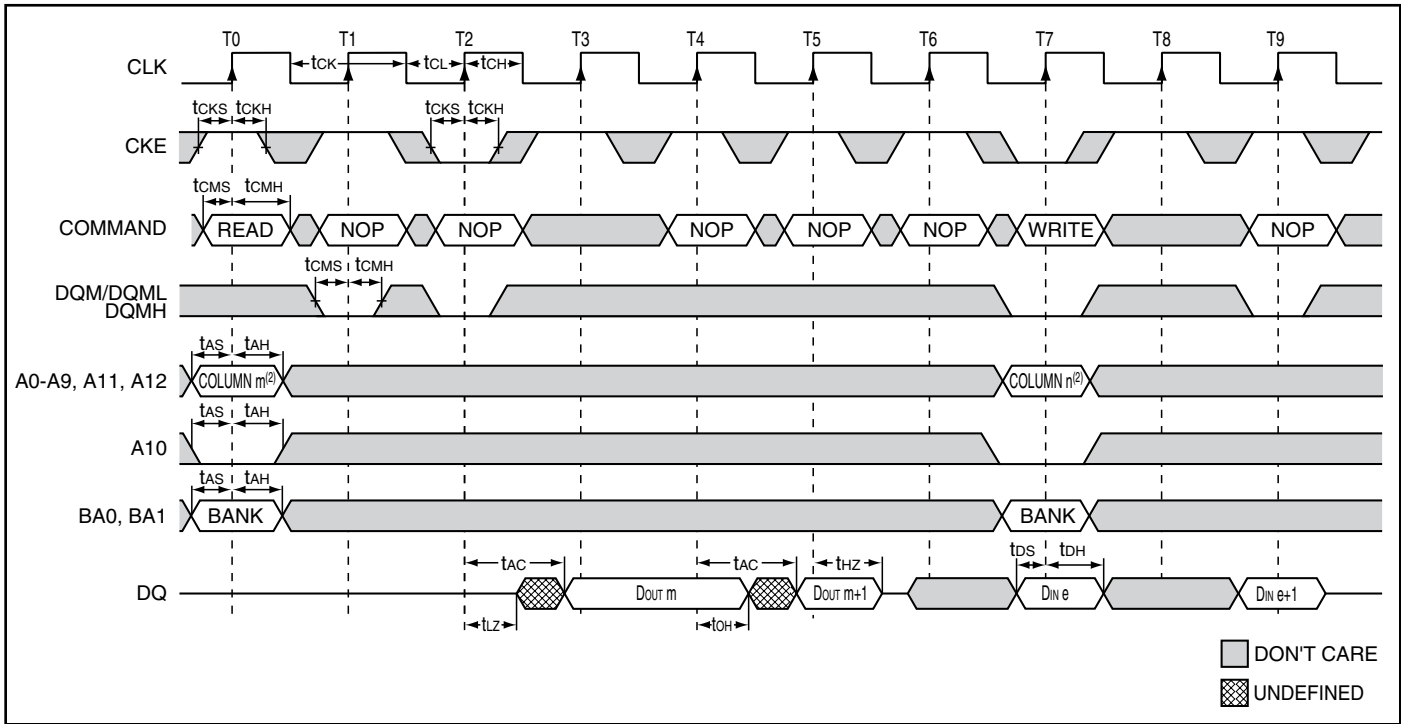 T0 T1 T2 T3 T4 T5 T6 T7 T8 T9
CLK tCK tCL tCH
tCKS tCKH tCKS tCKH
CKE
tCMS tCMH
COMMAND READ NOP NOP NOP NOP NOP WRITE NOP
tCMS tCMH
DQM/DQML
DQMH
tAS tAH
A0-A9, A11, A12 COLUMN m(2) COLUMN n(2)
tAS tAH
A10
tAS tAH
BA0, BA1 BANK BANK
tAC tAC tHZ tDS tDH
DQ DOUT m DOUT m+1 DIN e DIN e+1
tLZ tOH
DON'T CARE
UNDEFINED